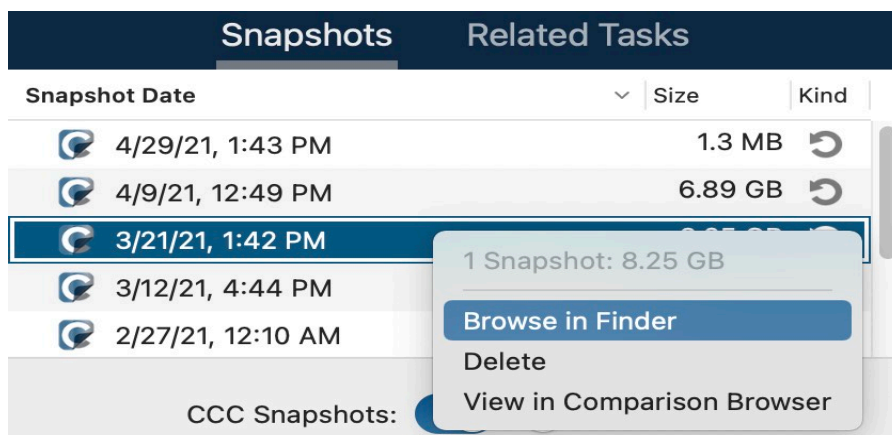 Snapshots Related Tasks
Snapshot Date Size Kind
4/29/21, 1:43 PM 1.3 MB
4/9/21, 12:49 PM 6.89 GB
3/21/21, 1:42 PM
1 Snapshot: 8.25 GB
3/12/21, 4:44 PM
Browse in Finder
2/27/21, 12:10 AM
Delete
CCC Snapshots:
View in Comparison Browser